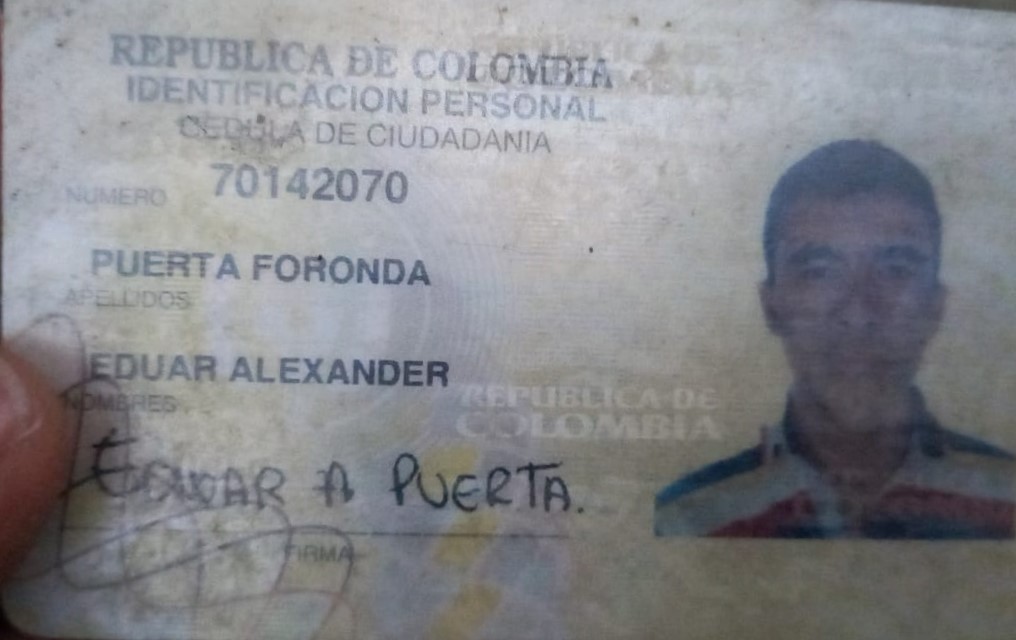 REPUBLICA DE COLOMBIA
IDENTIFICACION PERSONAL
CEDULA DE CIUDADANIA
NUMERO 70142070
PUERTA FORONDA
APELLIDOS
EDUAR ALEXANDER
NOMBRES
REPUBLICA DE
COLOMBIA
EDUAR A PUERTA.
FIRMA